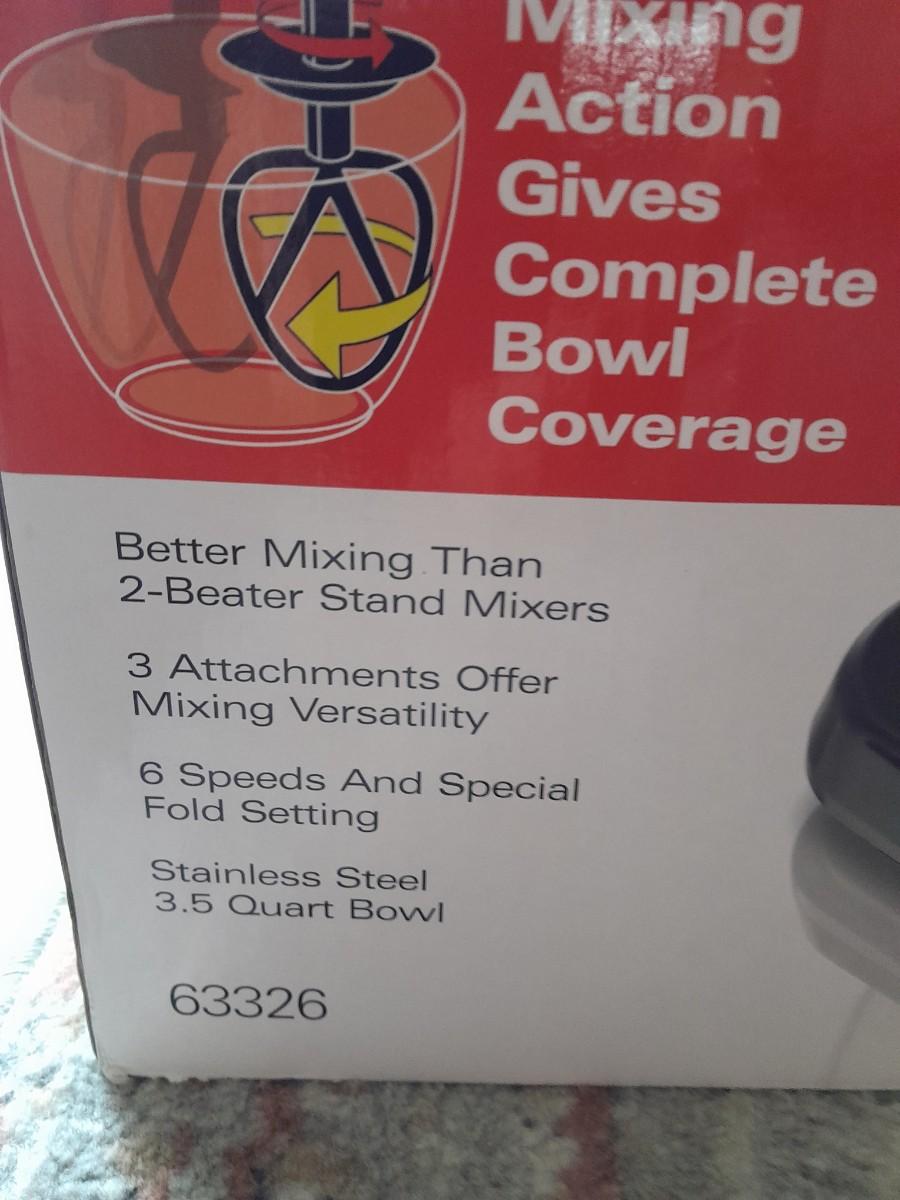 Mixing
Action
Gives
Complete
Bowl
Coverage
Better Mixing Than
2-Beater Stand Mixers
3 Attachments Offer
Mixing Versatility
6 Speeds And Special
Fold Setting
Stainless Steel
3.5 Quart Bowl
63326